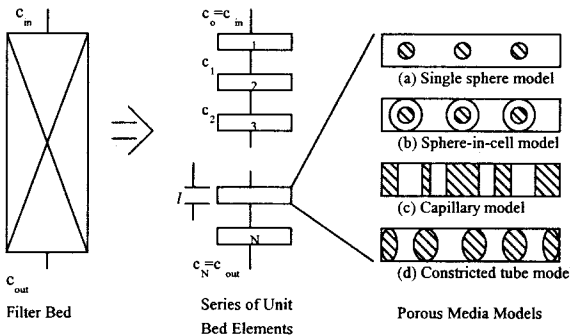 c in
c out
Filter Bed
c o =c in
1
c 1
2
c 2
3
l
N
c N =c out
Series of Unit
Bed Elements
(a) Single sphere model
(b) Sphere-in-cell model
(c) Capillary model
(d) Constricted tube mode
Porous Media Models